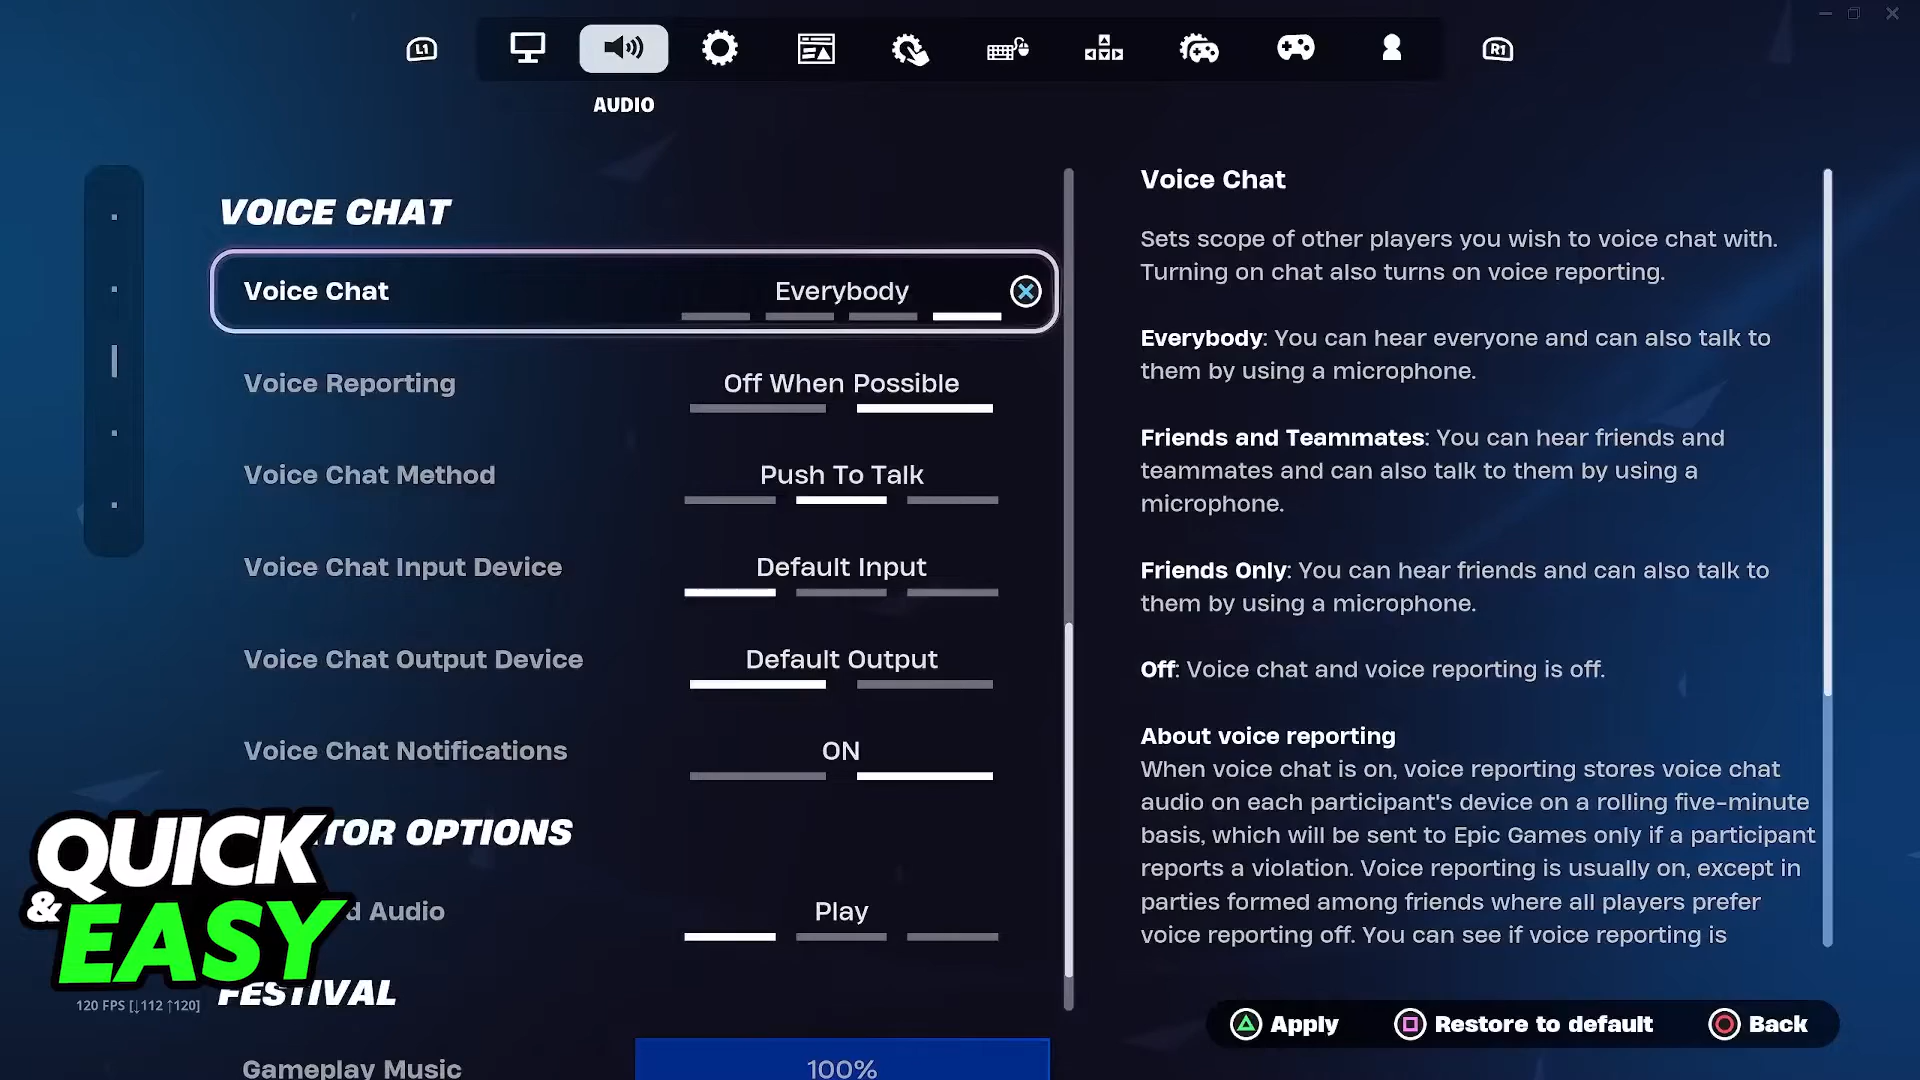 L1
R1
AUDIO
VOICE CHAT
Voice Chat
Everybody
Voice Reporting
Off When Possible
Voice Chat Method
Push To Talk
Voice Chat Input Device
Default Input
Voice Chat Output Device
Default Output
Voice Chat Notifications
ON
TOR OPTIONS
d Audio
Play
FESTIVAL
Gameplay Music
100%
QUICK
& EASY
120 FPS [↓112 ↑120]
Voice Chat
Sets scope of other players you wish to voice chat with.
Turning on chat also turns on voice reporting.
Everybody: You can hear everyone and can also talk to
them by using a microphone.
Friends and Teammates: You can hear friends and
teammates and can also talk to them by using a
microphone.
Friends Only: You can hear friends and can also talk to
them by using a microphone.
Off: Voice chat and voice reporting is off.
About voice reporting
When voice chat is on, voice reporting stores voice chat
audio on each participant's device on a rolling five-minute
basis, which will be sent to Epic Games only if a participant
reports a violation. Voice reporting is usually on, except in
parties formed among friends where all players prefer
voice reporting off. You can see if voice reporting is
Apply
Restore to default
Back